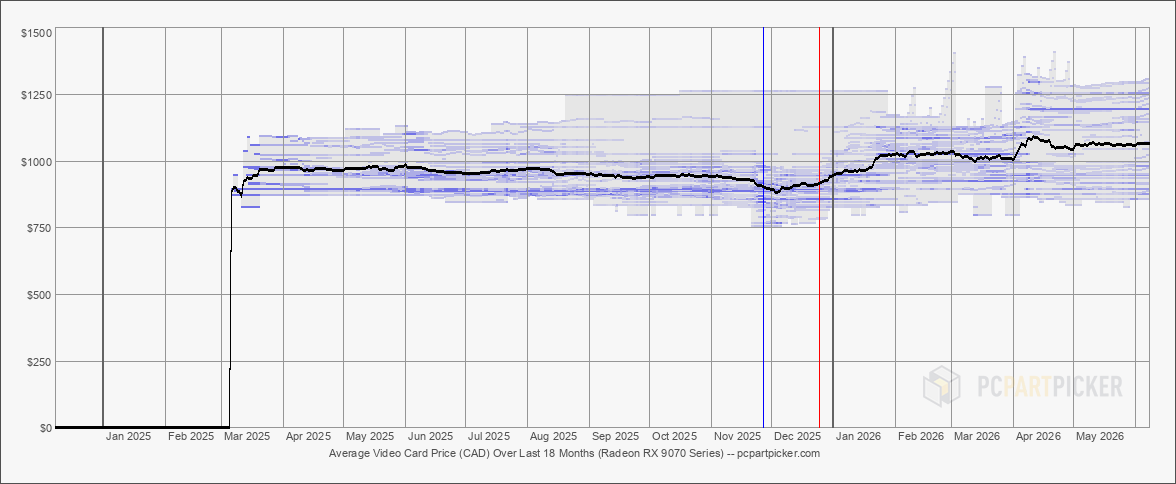 $1500
$1250
$1000
$750
$500
$250
$0
Jan 2025 Feb 2025 Mar 2025 Apr 2025 May 2025 Jun 2025 Jul 2025 Aug 2025 Sep 2025 Oct 2025 Nov 2025 Dec 2025 Jan 2026 Feb 2026 Mar 2026 Apr 2026 May 2026
Average Video Card Price (CAD) Over Last 18 Months (Radeon RX 9070 Series) -- pcpartpicker.com
PCPARTPICKER